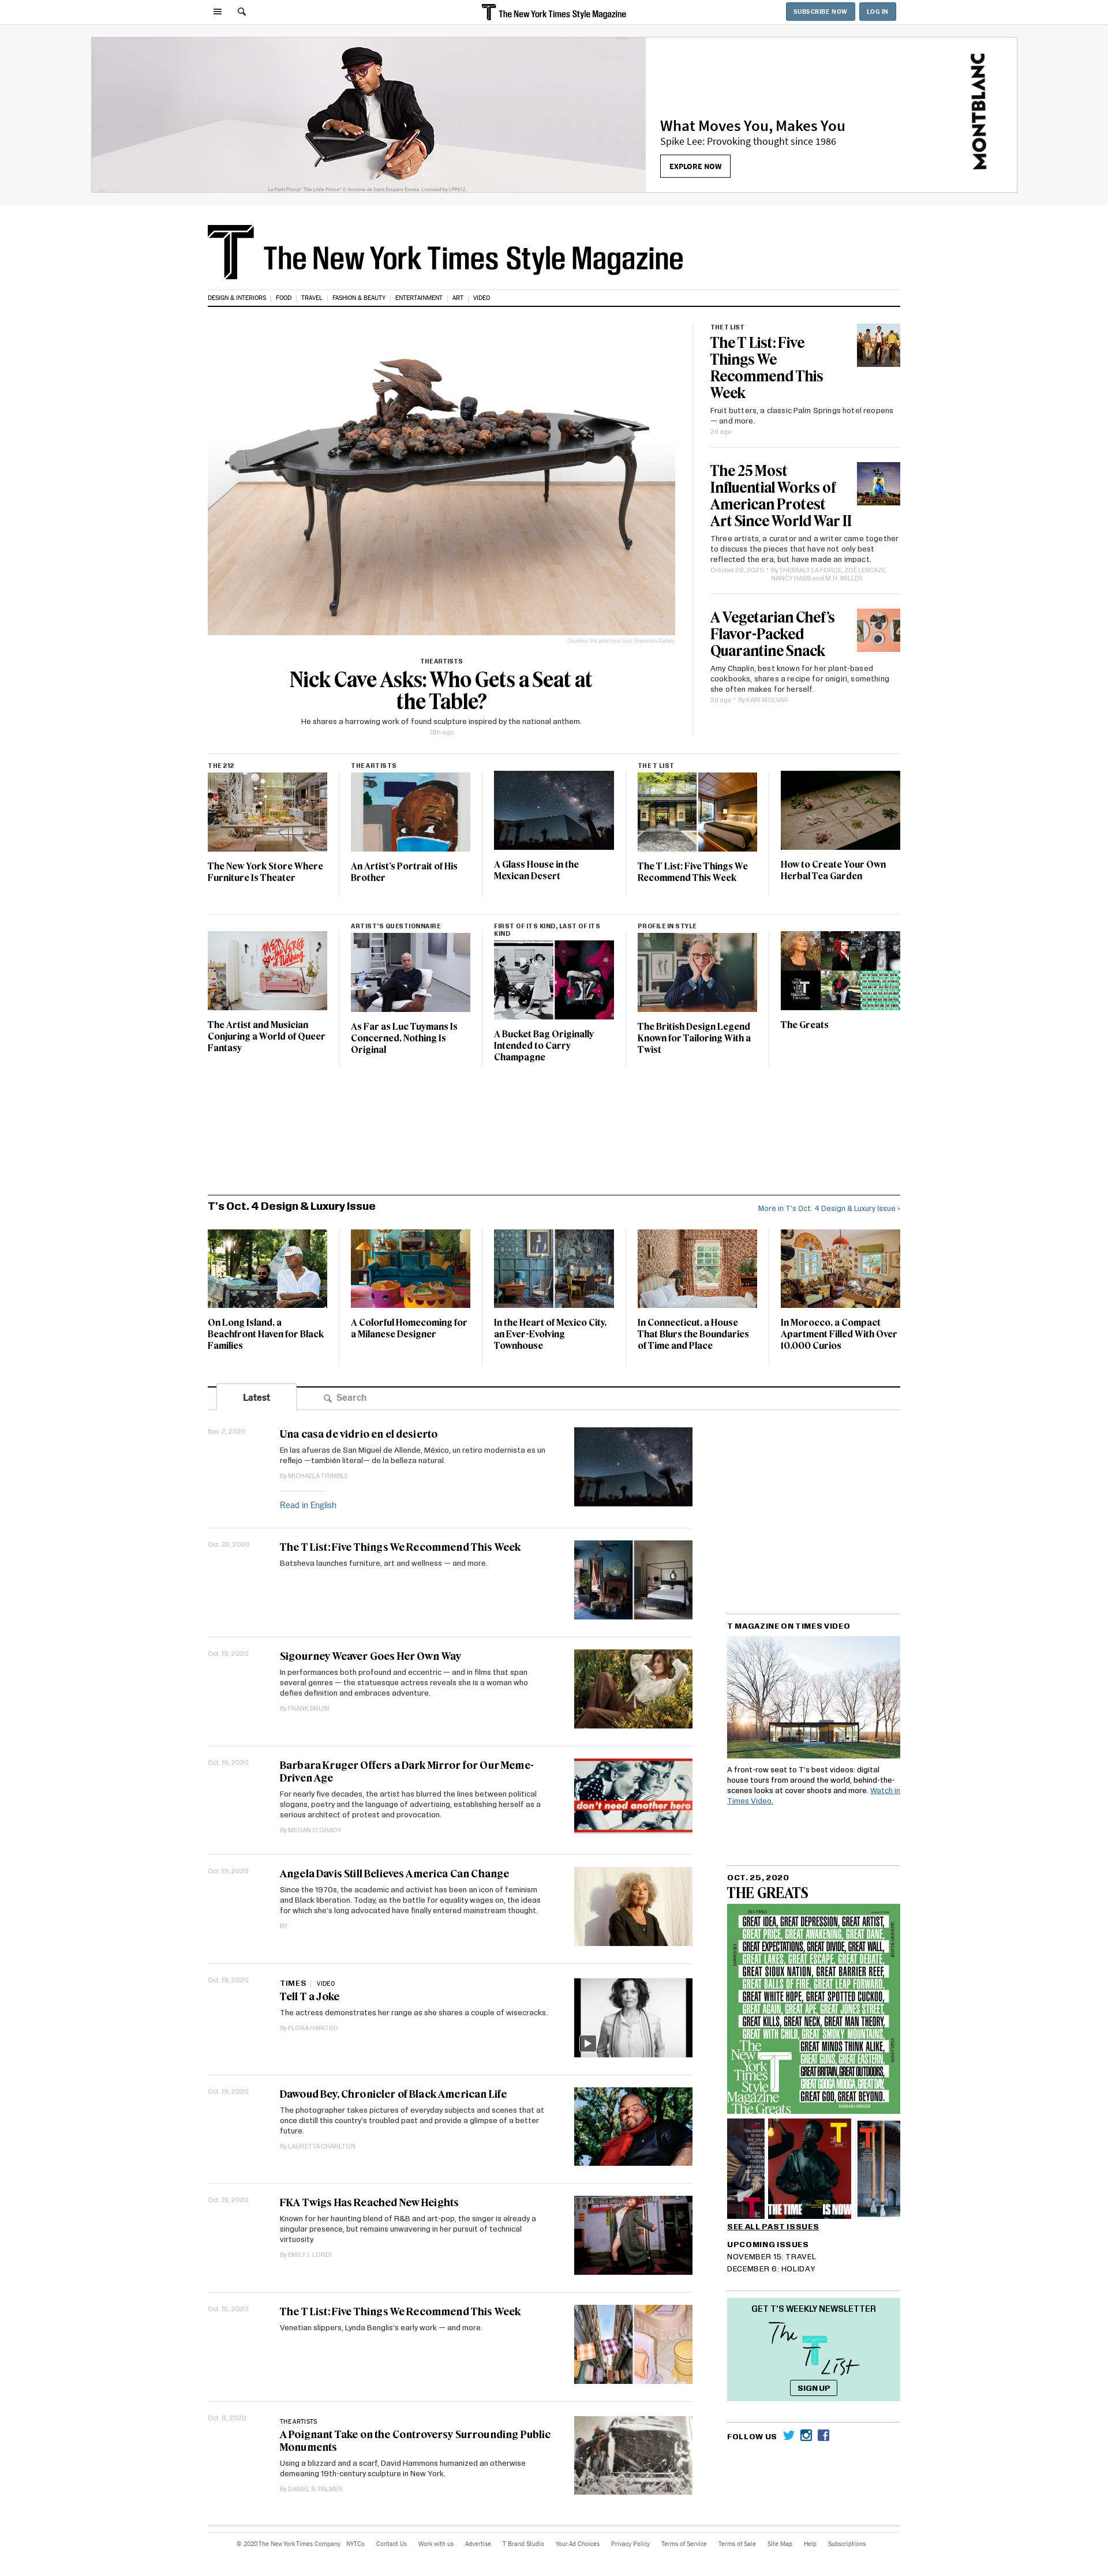 The New York Times Style Magazine
SUBSCRIBE NOW
LOG IN
Le Petit Prince® The Little Prince® © Antoine de Saint Exupéry Estate. Licensed by LPP612.
What Moves You, Makes You
Spike Lee: Provoking thought since 1986
EXPLORE NOW
MONTBLANC
The New York Times Style Magazine
DESIGN & INTERIORS | FOOD | TRAVEL | FASHION & BEAUTY | ENTERTAINMENT | ART | VIDEO
Courtesy the artist and Jack Shainman Gallery
THE ARTISTS
Nick Cave Asks: Who Gets a Seat at
the Table?
He shares a harrowing work of found sculpture inspired by the national anthem.
18h ago
THE T LIST
The T List: Five
Things We
Recommend This
Week
Fruit butters, a classic Palm Springs hotel reopens
— and more.
2d ago
The 25 Most
Influential Works of
American Protest
Art Since World War II
Three artists, a curator and a writer came together
to discuss the pieces that have not only best
reflected the era, but have made an impact.
October 28, 2020 • By THESSALY LA FORCE, ZOË LESCAZE,
NANCY HASS and M.H. MILLER
A Vegetarian Chef's
Flavor-Packed
Quarantine Snack
Amy Chaplin, best known for her plant-based
cookbooks, shares a recipe for onigiri, something
she often makes for herself.
2d ago • By KARI MOLVAR
THE 212
The New York Store Where
Furniture Is Theater
THE ARTISTS
An Artist's Portrait of His
Brother
A Glass House in the
Mexican Desert
THE T LIST
The T List: Five Things We
Recommend This Week
How to Create Your Own
Herbal Tea Garden
The Artist and Musician
Conjuring a World of Queer
Fantasy
ARTIST'S QUESTIONNAIRE
As Far as Luc Tuymans Is
Concerned, Nothing Is
Original
FIRST OF ITS KIND, LAST OF ITS
KIND
A Bucket Bag Originally
Intended to Carry
Champagne
PROFILE IN STYLE
The British Design Legend
Known for Tailoring With a
Twist
The Greats
T's Oct. 4 Design & Luxury Issue
More in T's Oct. 4 Design & Luxury Issue ›
On Long Island, a
Beachfront Haven for Black
Families
A Colorful Homecoming for
a Milanese Designer
In the Heart of Mexico City,
an Ever-Evolving
Townhouse
In Connecticut, a House
That Blurs the Boundaries
of Time and Place
In Morocco, a Compact
Apartment Filled With Over
10,000 Curios
Latest
Search
Nov. 2, 2020
Una casa de vidrio en el desierto
En las afueras de San Miguel de Allende, México, un retiro modernista es un
reflejo —también literal— de la belleza natural.
By MICHAELA TRIMBLE
Read in English
Oct. 22, 2020
The T List: Five Things We Recommend This Week
Batsheva launches furniture, art and wellness — and more.
Oct. 19, 2020
Sigourney Weaver Goes Her Own Way
In performances both profound and eccentric — and in films that span
several genres — the statuesque actress reveals she is a woman who
defies definition and embraces adventure.
By FRANK BRUNI
Oct. 19, 2020
Barbara Kruger Offers a Dark Mirror for Our Meme-
Driven Age
For nearly five decades, the artist has blurred the lines between political
slogans, poetry and the language of advertising, establishing herself as a
serious architect of protest and provocation.
By MEGAN O'GRADY
don't need another hero
Oct. 19, 2020
Angela Davis Still Believes America Can Change
Since the 1970s, the academic and activist has been an icon of feminism
and Black liberation. Today, as the battle for equality wages on, the ideas
for which she's long advocated have finally entered mainstream thought.
BY
Oct. 19, 2020
TIMES | VIDEO
Tell T a Joke
The actress demonstrates her range as she shares a couple of wisecracks.
By FLORA HANITIJO
Oct. 19, 2020
Dawoud Bey, Chronicler of Black American Life
The photographer takes pictures of everyday subjects and scenes that at
once distill this country's troubled past and provide a glimpse of a better
future.
By LAURETTA CHARLTON
Oct. 19, 2020
FKA Twigs Has Reached New Heights
Known for her haunting blend of R&B and art-pop, the singer is already a
singular presence, but remains unwavering in her pursuit of technical
virtuosity.
By EMILY J. LORDI
Oct. 15, 2020
The T List: Five Things We Recommend This Week
Venetian slippers, Lynda Benglis's early work — and more.
Oct. 9, 2020
THE ARTISTS
A Poignant Take on the Controversy Surrounding Public
Monuments
Using a blizzard and a scarf, David Hammons humanized an otherwise
demeaning 19th-century sculpture in New York.
By DANIEL S. PALMER
T MAGAZINE ON TIMES VIDEO
A front-row seat to T's best videos: digital
house tours from around the world, behind-the-
scenes looks at cover shoots and more. Watch in
Times Video.
OCT. 25, 2020
THE GREATS
GREAT IDEA, GREAT DEPRESSION, GREAT ARTIST,
GREAT PRICE, GREAT AWAKENING, GREAT DANE,
GREAT EXPECTATIONS, GREAT DIVIDE, GREAT WALL,
GREAT LAKES, GREAT ESCAPE, GREAT DEBATE,
GREAT SIOUX NATION, GREAT BARRIER REEF,
GREAT BALLS OF FIRE, GREAT LEAP FORWARD,
GREAT WHITE HOPE, GREAT SPOTTED CUCKOO,
GREAT AGAIN, GREAT APE, GREAT JONES STREET,
GREAT KILLS, GREAT NECK, GREAT MAN THEORY,
GREAT WITH CHILD, GREAT SMOKY MOUNTAINS,
GREAT MINDS THINK ALIKE,
GREAT GUNS, GREAT EASTERN,
GREAT BRITAIN, GREAT OUTDOORS,
GREAT GOOGA MOOGA, GREAT DAY,
GREAT GOD, GREAT BEYOND.
The New York Times Style Magazine
The Greats
BARBARA KRUGER
THE TIME IS NOW
SEE ALL PAST ISSUES
UPCOMING ISSUES
NOVEMBER 15: TRAVEL
DECEMBER 6: HOLIDAY
GET T'S WEEKLY NEWSLETTER
The T List
SIGN UP
FOLLOW US
© 2020 The New York Times Company NYTCo Contact Us Work with us Advertise T Brand Studio Your Ad Choices Privacy Policy Terms of Service Terms of Sale Site Map Help Subscriptions